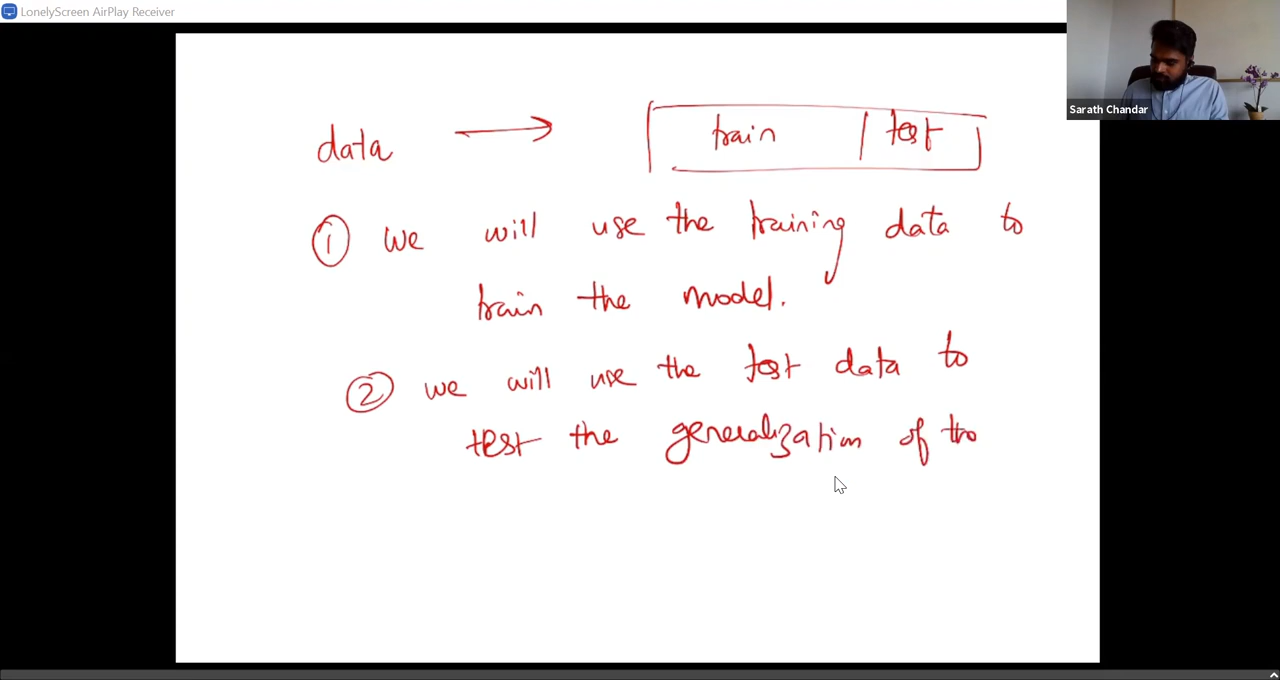 LonelyScreen AirPlay Receiver
Sarath Chandar
data → train | test
① we will use the training data to
train the model.
② we will use the test data to
test the generalization of the